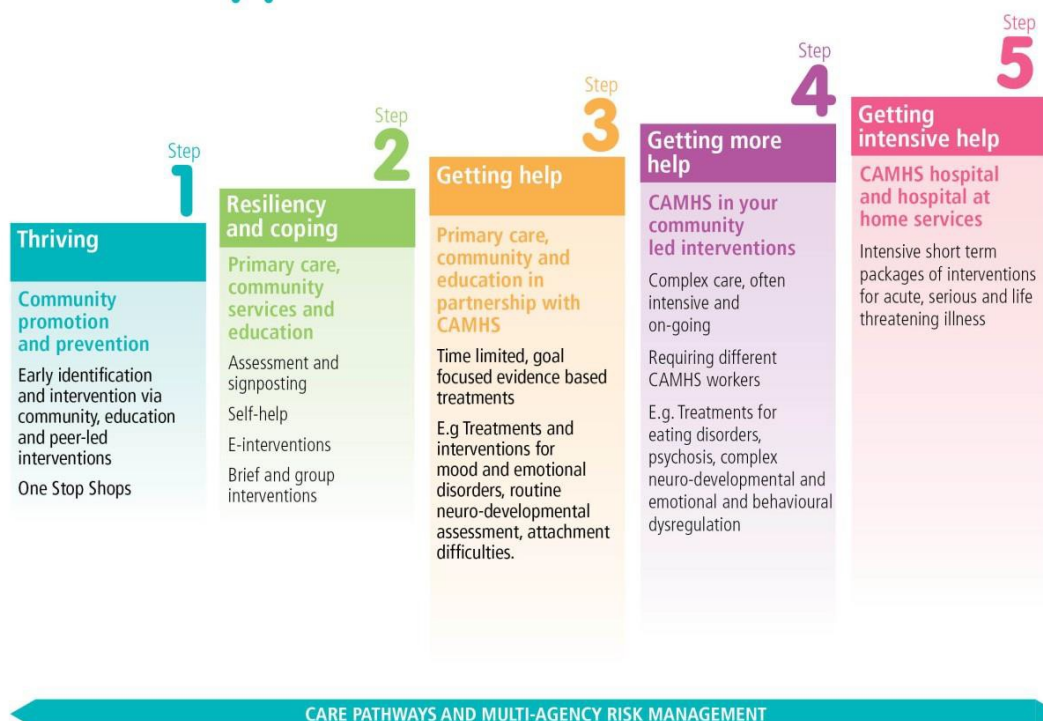 Step
1
Thriving
Community
promotion
and prevention
Early identification
and intervention via
community, education
and peer-led
interventions
One Stop Shops
Step
2
Resiliency
and coping
Primary care,
community
services and
education
Assessment and
signposting
Self-help
E-interventions
Brief and group
interventions
Step
3
Getting help
Primary care,
community and
education in
partnership with
CAMHS
Time limited, goal
focused evidence based
treatments
E.g Treatments and
interventions for
mood and emotional
disorders, routine
neuro-developmental
assessment, attachment
difficulties.
Step
4
Getting more
help
CAMHS in your
community
led interventions
Complex care, often
intensive and
on-going
Requiring different
CAMHS workers
E.g. Treatments for
eating disorders,
psychosis, complex
neuro-developmental and
emotional and behavioural
dysregulation
Step
5
Getting
intensive help
CAMHS hospital
and hospital at
home services
Intensive short term
packages of interventions
for acute, serious and life
threatening illness
CARE PATHWAYS AND MULTI-AGENCY RISK MANAGEMENT